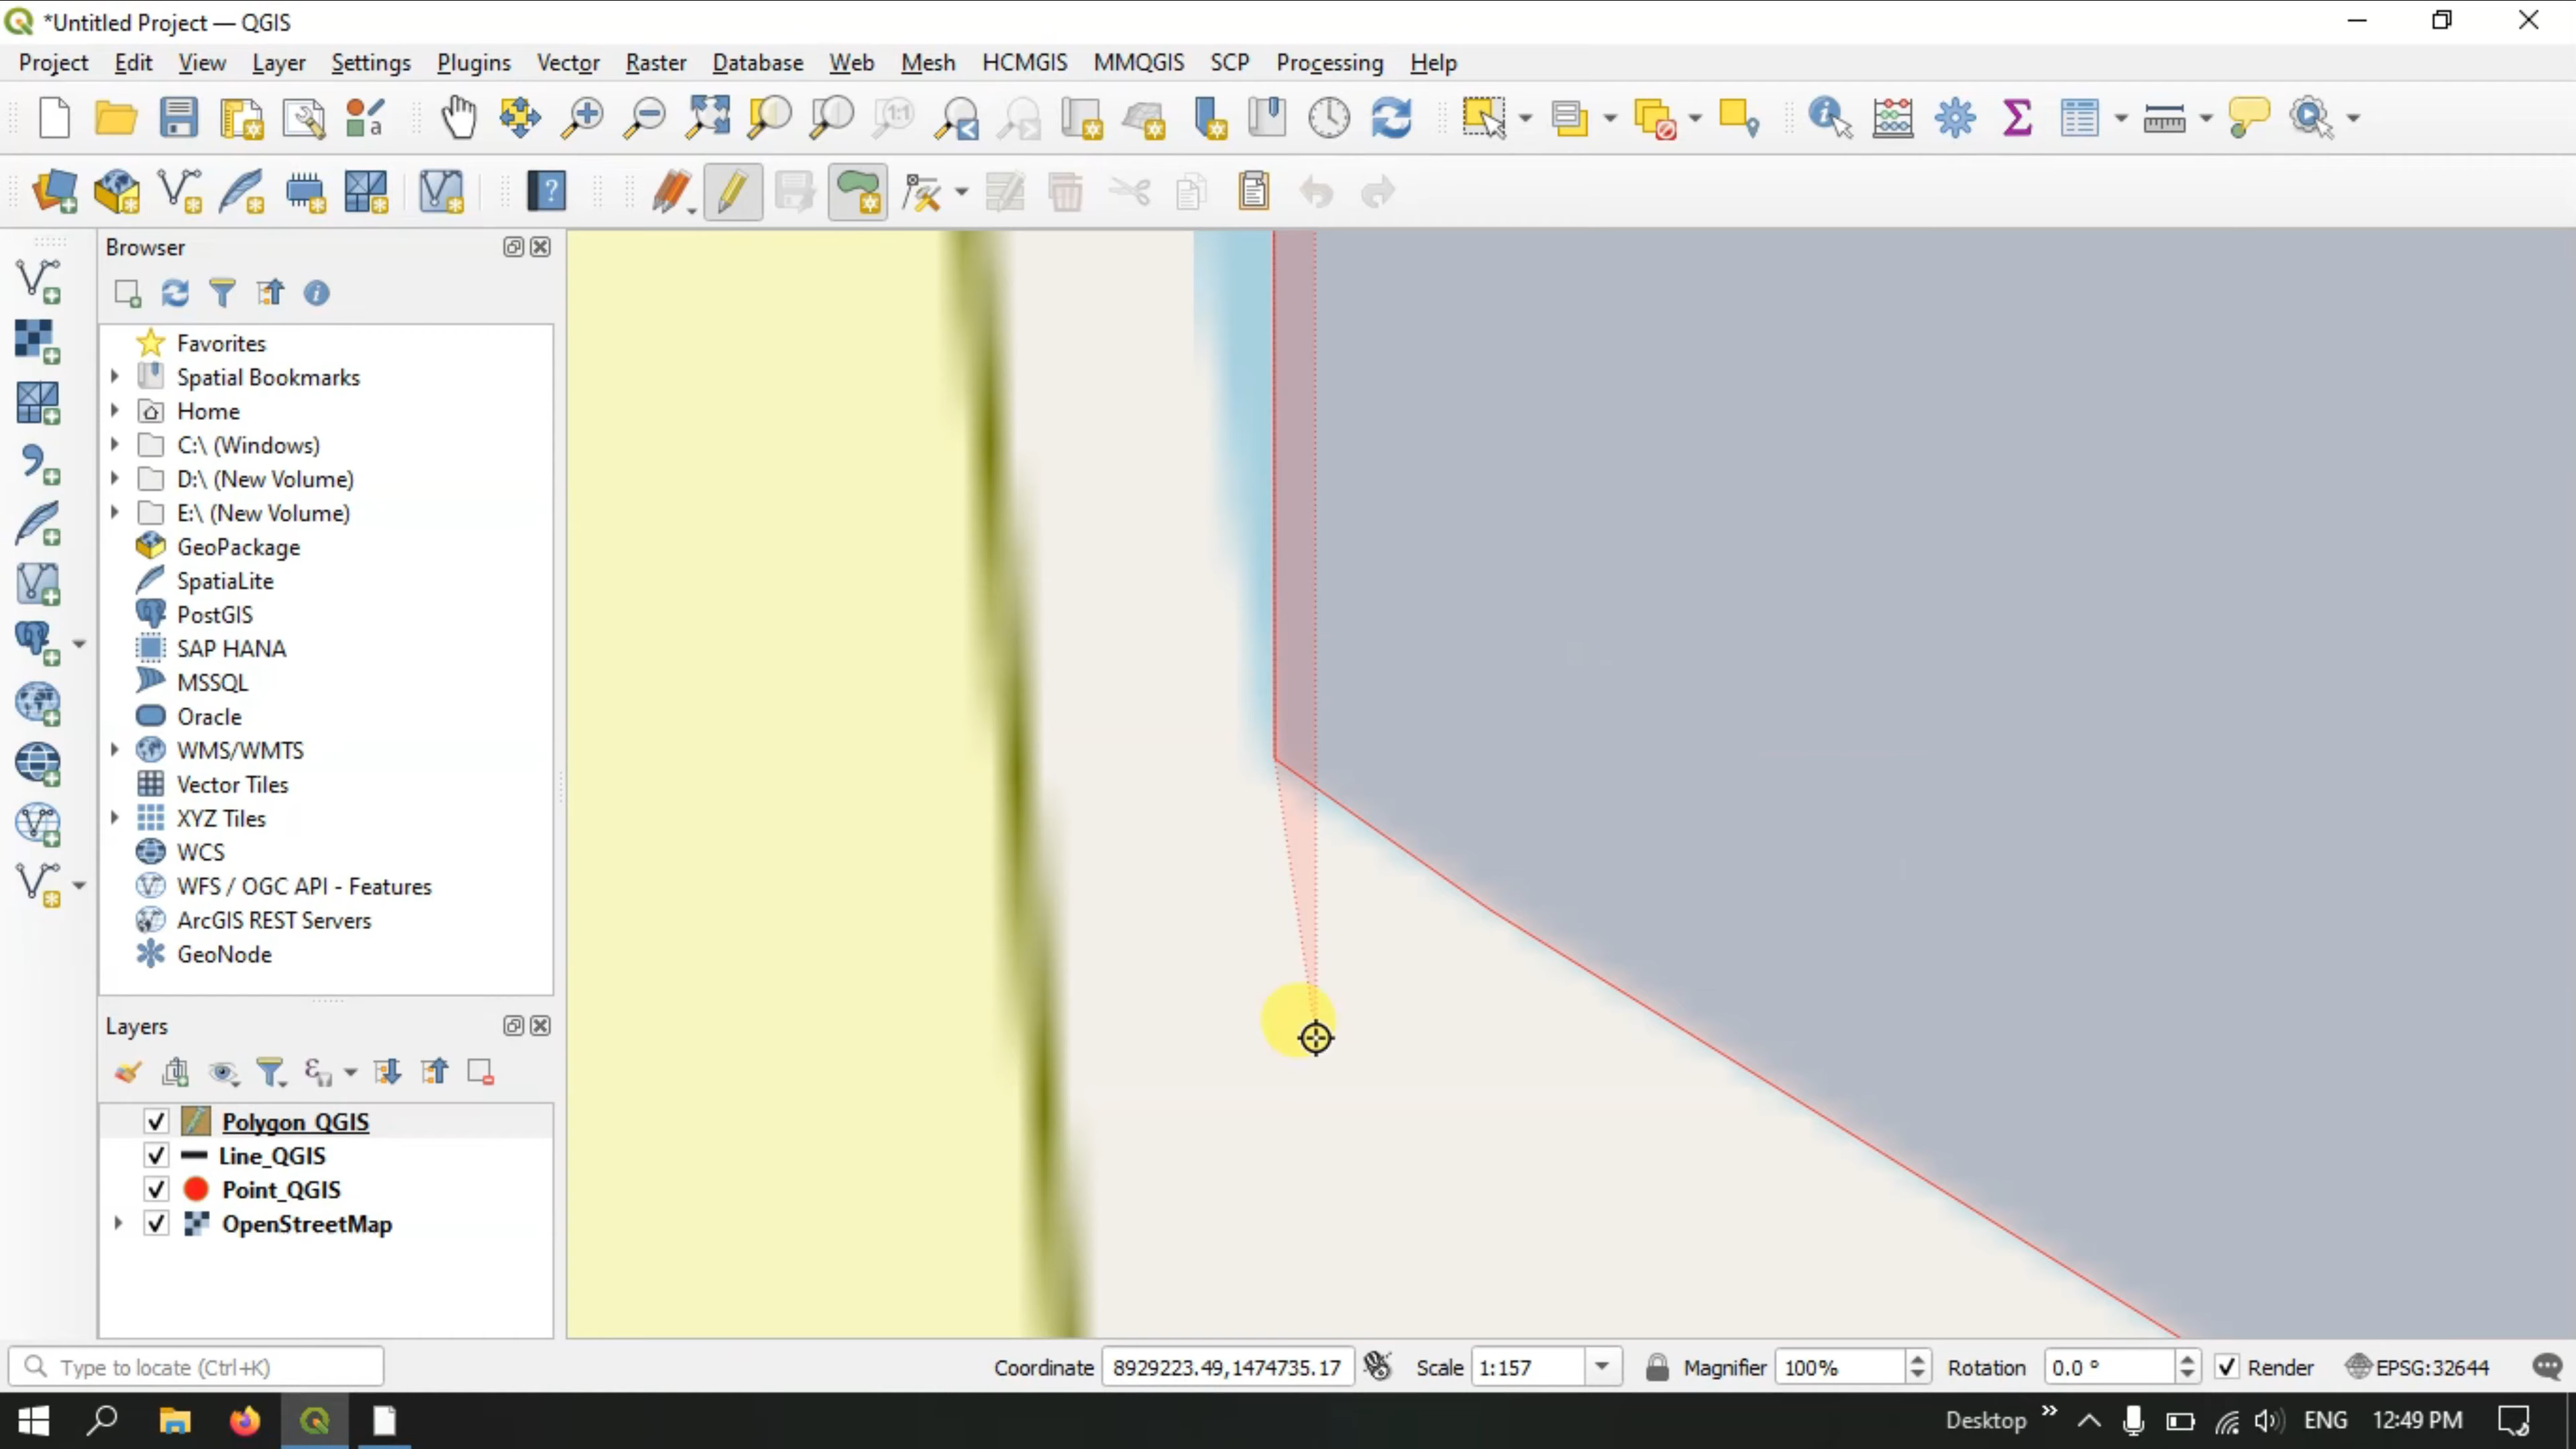 *Untitled Project — QGIS
Project Edit View Layer Settings Plugins Vector Raster Database Web Mesh HCMGIS MMQGIS SCP Processing Help
1:1
a
?
Browser
Favorites
Spatial Bookmarks
Home
C:\ (Windows)
D:\ (New Volume)
E:\ (New Volume)
GeoPackage
SpatiaLite
PostGIS
SAP HANA
MSSQL
Oracle
WMS/WMTS
Vector Tiles
XYZ Tiles
WCS
WFS / OGC API - Features
ArcGIS REST Servers
GeoNode
Layers
Polygon_QGIS
Line_QGIS
Point_QGIS
OpenStreetMap
Type to locate (Ctrl+K) Coordinate 8929223.49,1474735.17 Scale 1:157 Magnifier 100% Rotation 0.0 ° Render EPSG:32644
Desktop » ENG 12:49 PM